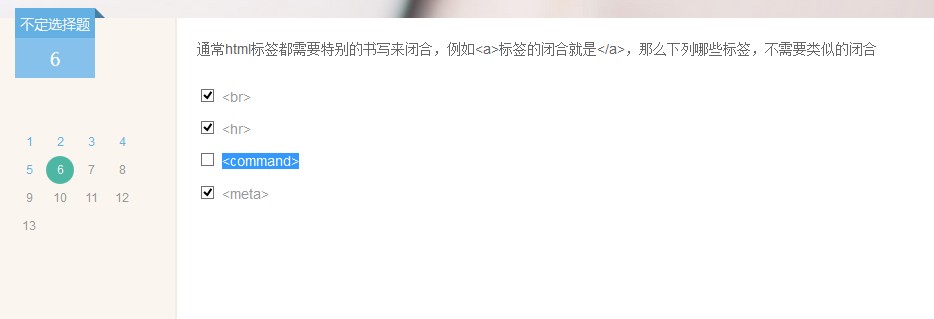 不定选择题
6
通常html标签都需要特别的书写来闭合，例如<a>标签的闭合就是</a>，那么下列哪些标签，不需要类似的闭合
<br>
<hr>
<command>
<meta>
1 2 3 4
5 6 7 8
9 10 11 12
13